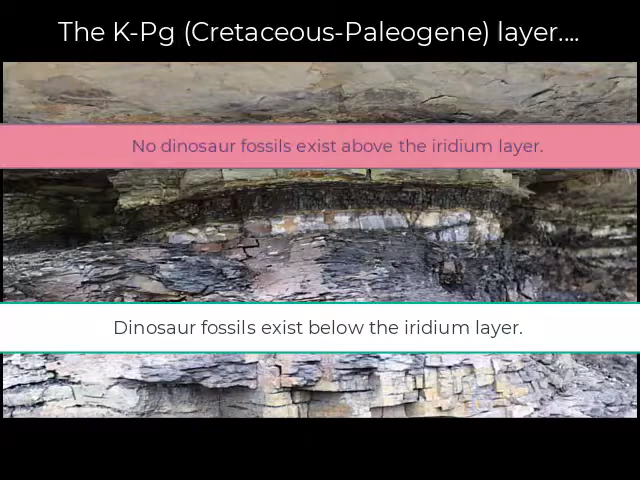 The K-Pg (Cretaceous-Paleogene) layer....
No dinosaur fossils exist above the iridium layer.
Dinosaur fossils exist below the iridium layer.